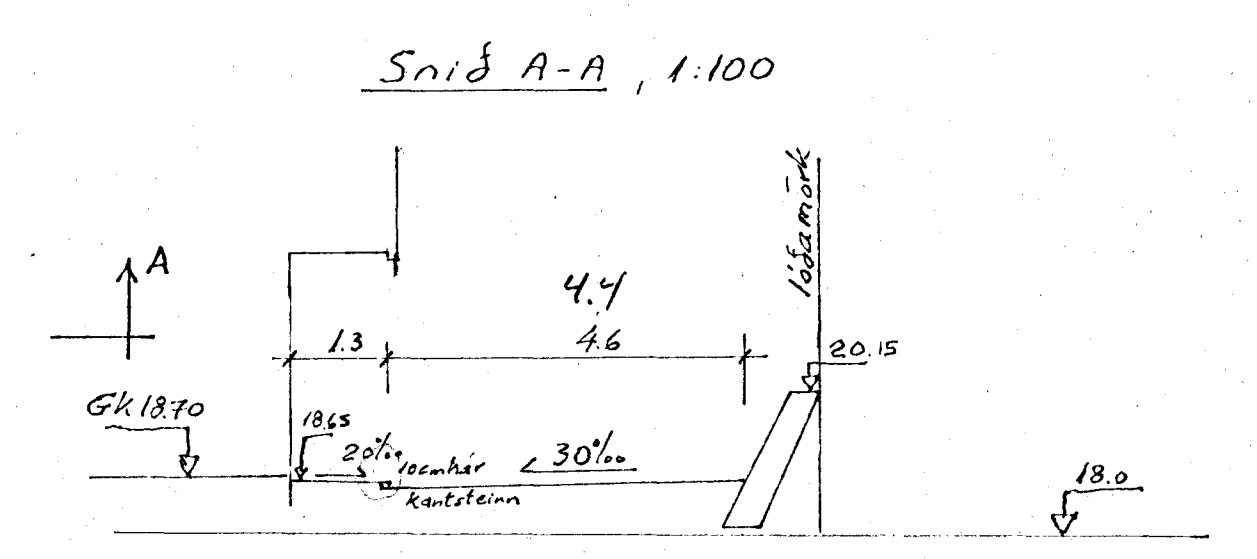 Snið A-A, 1:100
lóðamörk
A
4.4
1.3
4.6
20.15
GK 18.70
18.65
20‰
10cm hár
30‰
kantsteinn
18.0